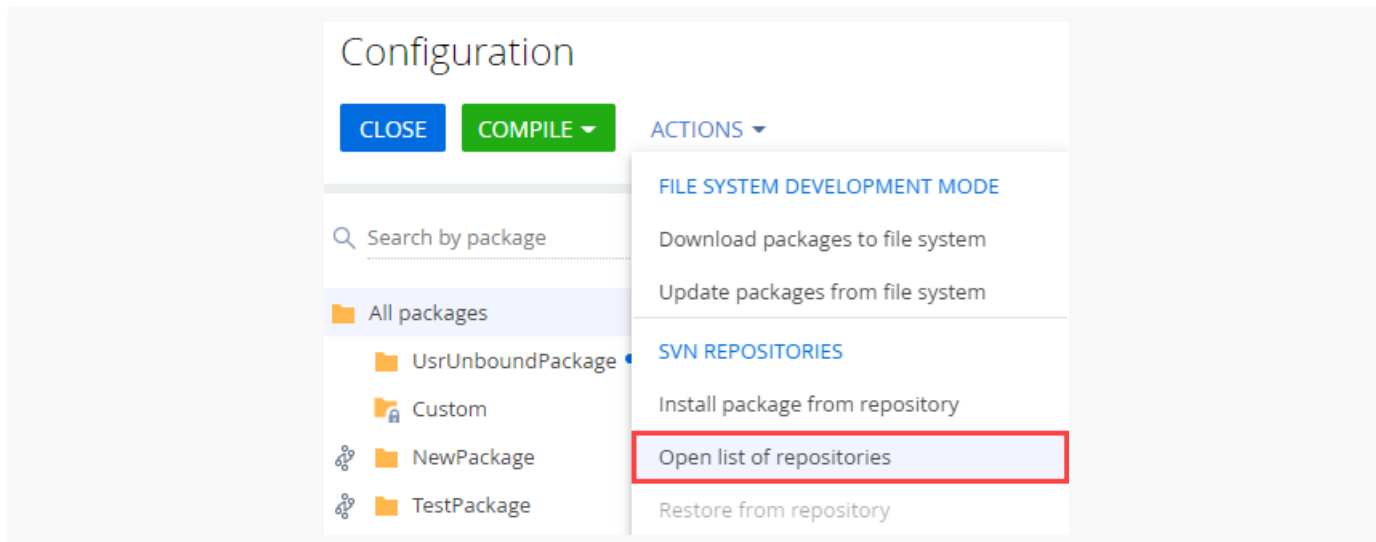 Configuration
CLOSE
COMPILE
ACTIONS
FILE SYSTEM DEVELOPMENT MODE
Search by package
Download packages to file system
Update packages from file system
All packages
SVN REPOSITORIES
UsrUnboundPackage
Install package from repository
Custom
Open list of repositories
NewPackage
Restore from repository
TestPackage